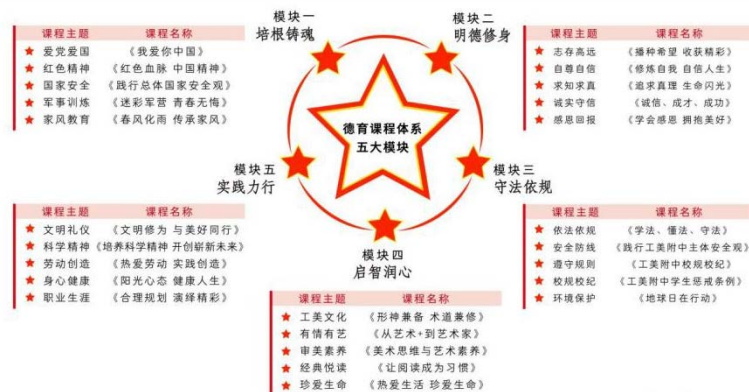 模块一
培根铸魂
课程主题 课程名称
爱党爱国 《我爱你中国》
红色精神 《红色血脉 中国精神》
国家安全 《践行总体国家安全观》
军事训练 《迷彩军营 青春无悔》
家风教育 《春风化雨 传承家风》
模块二
明德修身
课程主题 课程名称
志存高远 《播种希望 收获精彩》
自尊自信 《修炼自我 自信人生》
求知求真 《追求真理 生命闪光》
诚实守信 《诚信、成才、成功》
感恩回报 《学会感恩 拥抱美好》
德育课程体系
五大模块
模块三
守法依规
课程主题 课程名称
依法依规 《学法、懂法、守法》
安全防线 《践行工美附中主体安全观》
遵守规则 《工美附中校规校纪》
校规校纪 《工美附中学生惩戒条例》
环境保护 《地球日在行动》
模块四
启智润心
课程主题 课程名称
工美文化 《形神兼备 术道兼修》
有情有艺 《从艺术+到艺术家》
审美素养 《美术思维与艺术素养》
经典悦读 《让阅读成为习惯》
珍爱生命 《热爱生活 珍爱生命》
模块五
实践力行
课程主题 课程名称
文明礼仪 《文明修为 与美好同行》
科学精神 《培养科学精神 开创崭新未来》
劳动创造 《热爱劳动 实践创造》
身心健康 《阳光心态 健康人生》
职业生涯 《合理规划 演绎精彩》